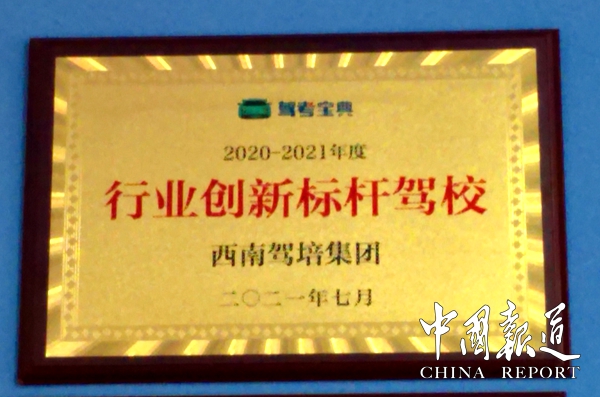 驾考宝典
2020-2021年度
行业创新标杆驾校
西南驾培集团
二〇二一年七月
中國報道
CHINA REPORT